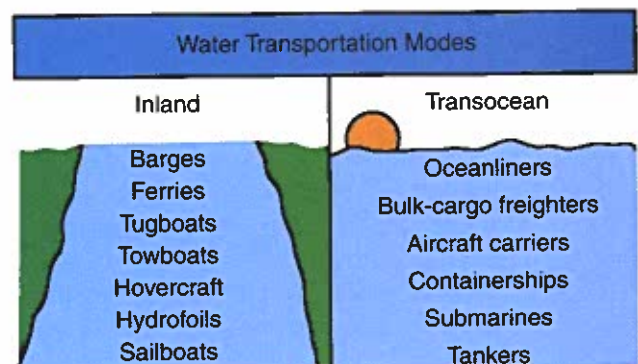 Water Transportation Modes
Inland
Barges
Ferries
Tugboats
Towboats
Hovercraft
Hydrofoils
Sailboats
Transocean
Oceanliners
Bulk-cargo freighters
Aircraft carriers
Containerships
Submarines
Tankers